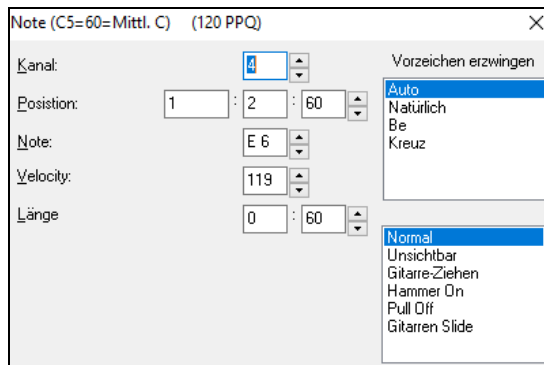 Note (C5=60=Mittl. C) (120 PPQ)
Kanal: 4
Posistion: 1 : 2 : 60
Note: E 6
Velocity: 119
Länge 0 : 60
Vorzeichen erzwingen
Auto
Natürlich
Be
Kreuz
Normal
Unsichtbar
Gitarre-Ziehen
Hammer On
Pull Off
Gitarren Slide